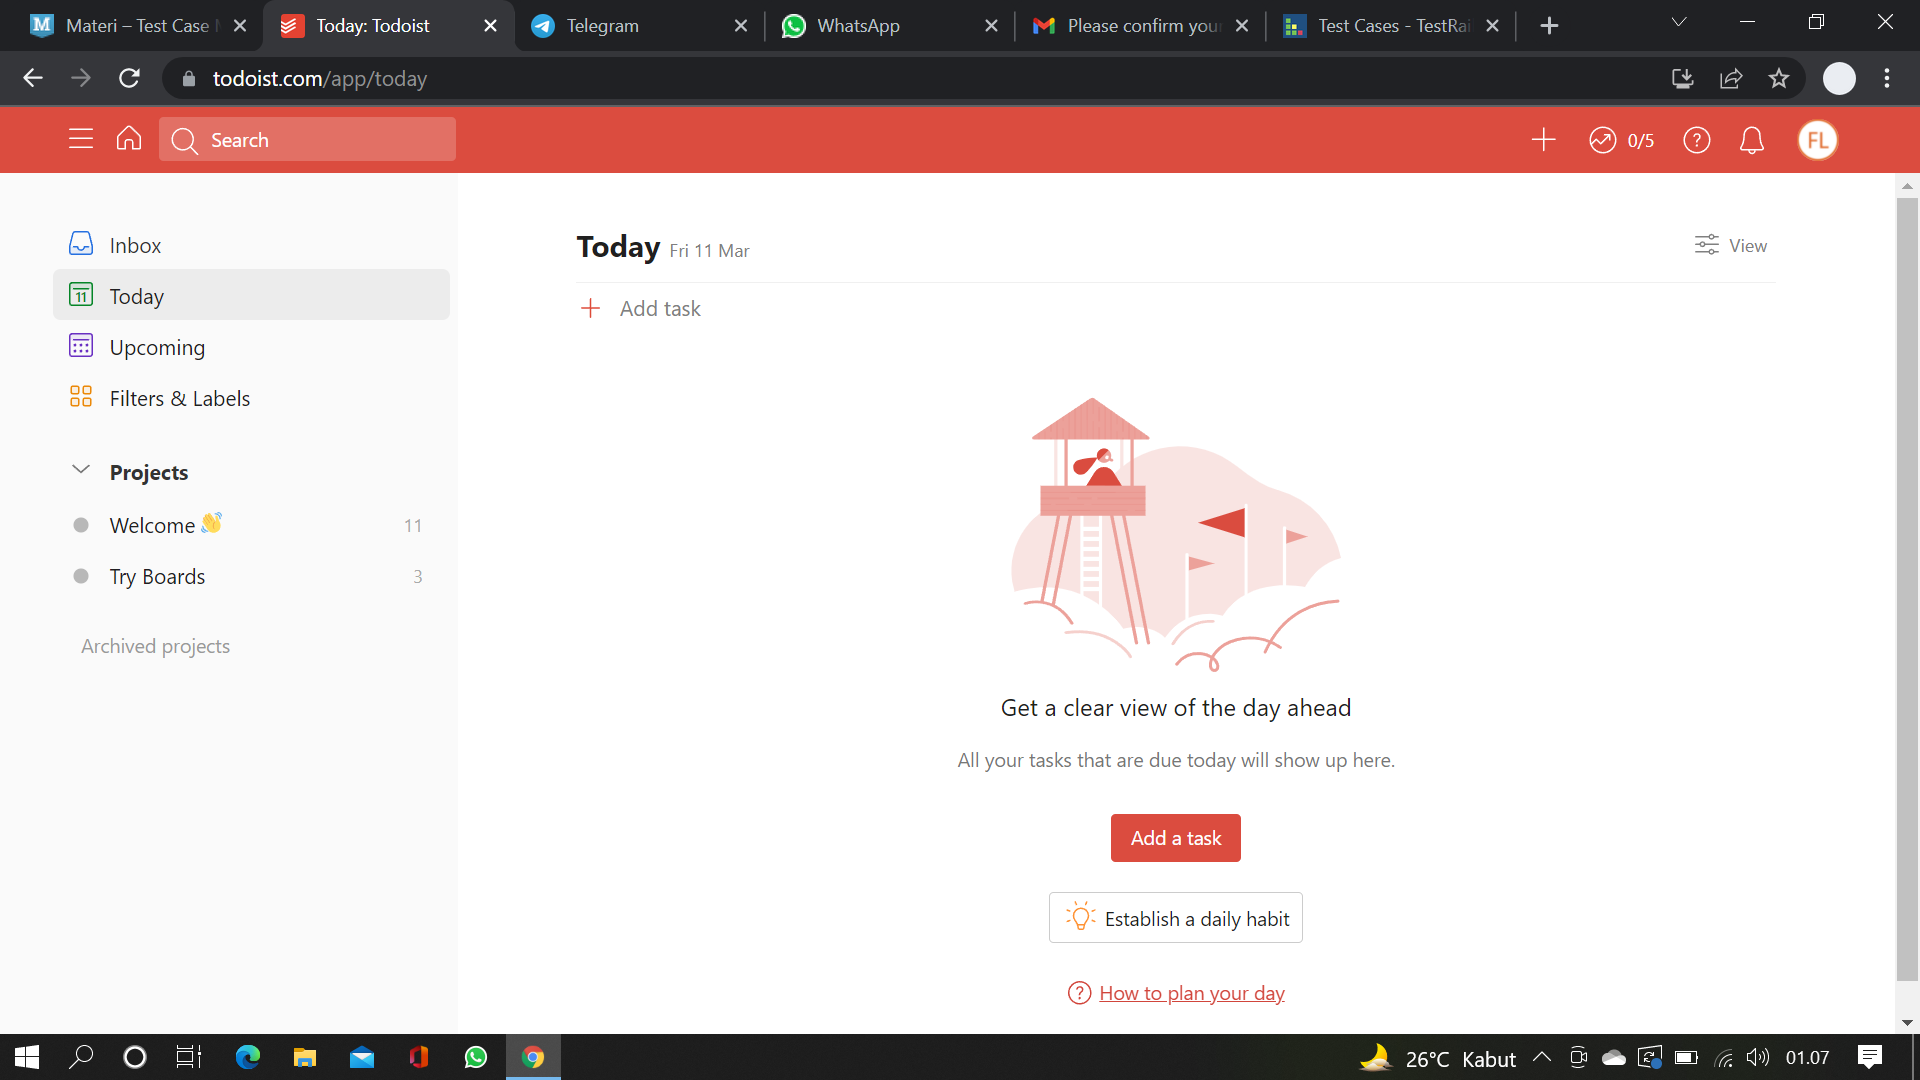 Materi – Test Case
Today: Todoist
Telegram
WhatsApp
Please confirm your
Test Cases - TestRai
todoist.com/app/today
Search
0/5
FL
Inbox
11 Today
Upcoming
Filters & Labels
Projects
Welcome 👋 11
Try Boards 3
Archived projects
Today Fri 11 Mar
View
Add task
Get a clear view of the day ahead
All your tasks that are due today will show up here.
Add a task
Establish a daily habit
How to plan your day
26°C Kabut
01.07